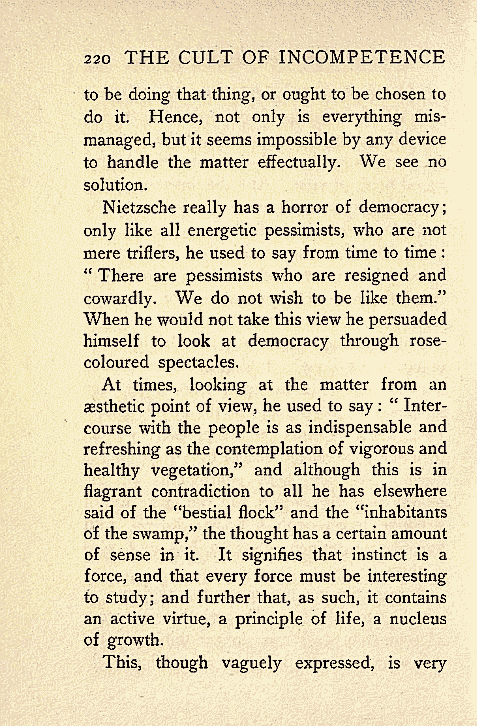 220 THE CULT OF INCOMPETENCE
to be doing that thing, or ought to be chosen to
do it. Hence, not only is everything mis-
managed, but it seems impossible by any device
to handle the matter effectually. We see no
solution.
Nietzsche really has a horror of democracy;
only like all energetic pessimists, who are not
mere triflers, he used to say from time to time :
“ There are pessimists who are resigned and
cowardly. We do not wish to be like them.”
When he would not take this view he persuaded
himself to look at democracy through rose-
coloured spectacles.
At times, looking at the matter from an
æsthetic point of view, he used to say : “ Inter-
course with the people is as indispensable and
refreshing as the contemplation of vigorous and
healthy vegetation,” and although this is in
flagrant contradiction to all he has elsewhere
said of the “bestial flock” and the “inhabitants
of the swamp,” the thought has a certain amount
of sense in it. It signifies that instinct is a
force, and that every force must be interesting
to study; and further that, as such, it contains
an active virtue, a principle of life, a nucleus
of growth.
This, though vaguely expressed, is very